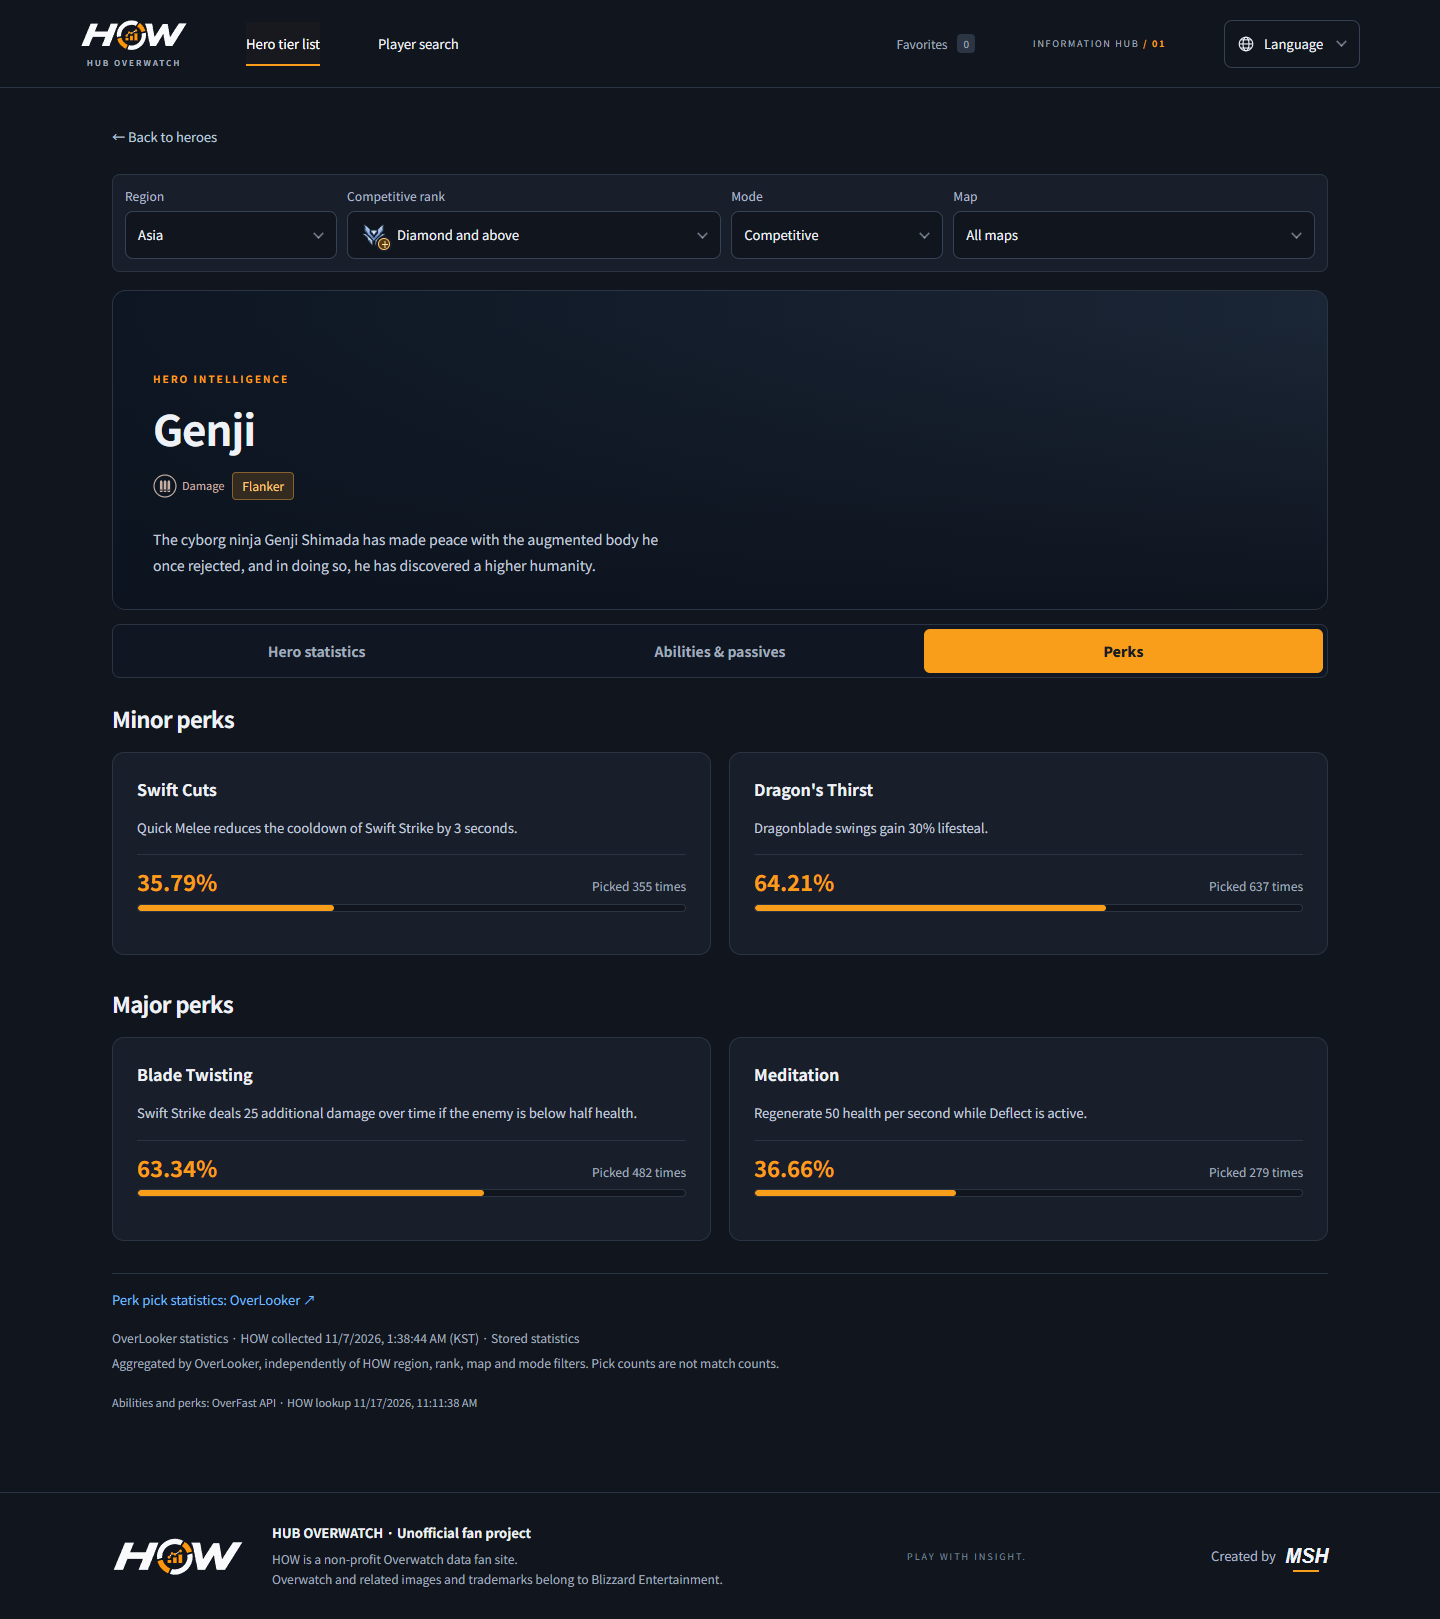 HOW
HUB OVERWATCH
Hero tier list
Player search
Favorites 0
INFORMATION HUB / 01
Language
← Back to heroes
Region
Competitive rank
Mode
Map
Asia
Diamond and above
Competitive
All maps
HERO INTELLIGENCE
Genji
Damage
Flanker
The cyborg ninja Genji Shimada has made peace with the augmented body he
once rejected, and in doing so, he has discovered a higher humanity.
Hero statistics
Abilities & passives
Perks
Minor perks
Swift Cuts
Quick Melee reduces the cooldown of Swift Strike by 3 seconds.
35.79%
Picked 355 times
Dragon's Thirst
Dragonblade swings gain 30% lifesteal.
64.21%
Picked 637 times
Major perks
Blade Twisting
Swift Strike deals 25 additional damage over time if the enemy is below half health.
63.34%
Picked 482 times
Meditation
Regenerate 50 health per second while Deflect is active.
36.66%
Picked 279 times
Perk pick statistics: OverLooker ↗
OverLooker statistics · HOW collected 11/7/2026, 1:38:44 AM (KST) · Stored statistics
Aggregated by OverLooker, independently of HOW region, rank, map and mode filters. Pick counts are not match counts.
Abilities and perks: OverFast API · HOW lookup 11/17/2026, 11:11:38 AM
HOW
HUB OVERWATCH · Unofficial fan project
HOW is a non-profit Overwatch data fan site.
Overwatch and related images and trademarks belong to Blizzard Entertainment.
PLAY WITH INSIGHT.
Created by MSH